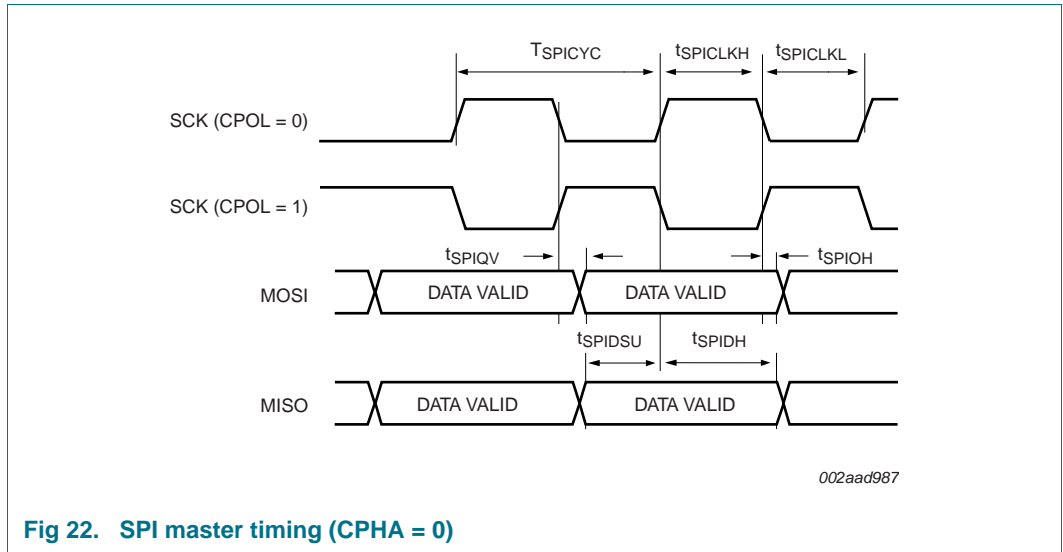 TSPICYC tSPICLKH tSPICLKL
SCK (CPOL = 0)
SCK (CPOL = 1)
tSPIQV tSPIOH
MOSI DATA VALID DATA VALID
tSPIDSU tSPIDH
MISO DATA VALID DATA VALID
002aad987
Fig 22. SPI master timing (CPHA = 0)